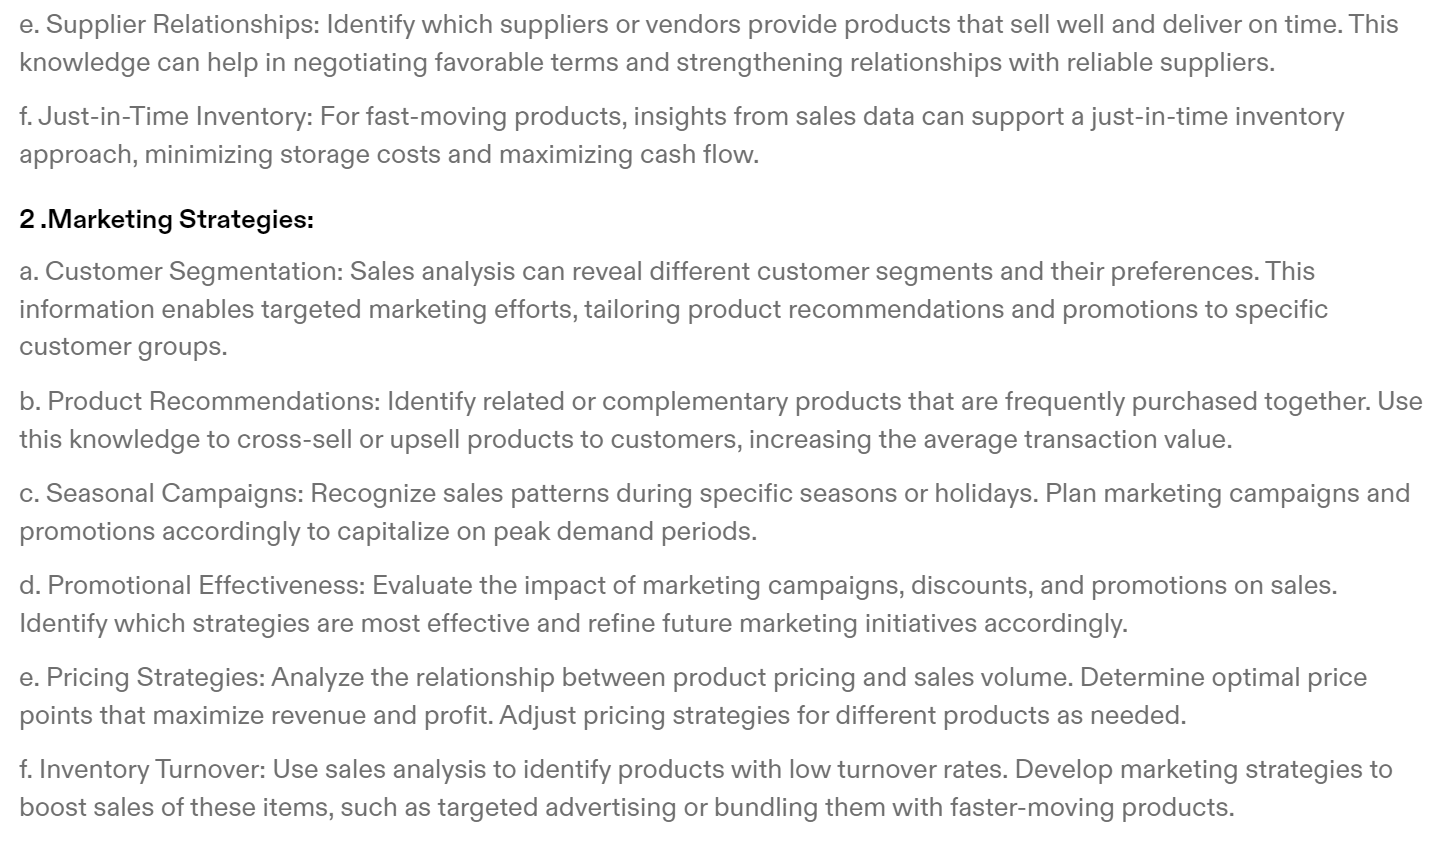 e. Supplier Relationships: Identify which suppliers or vendors provide products that sell well and deliver on time. This
knowledge can help in negotiating favorable terms and strengthening relationships with reliable suppliers.
f. Just-in-Time Inventory: For fast-moving products, insights from sales data can support a just-in-time inventory
approach, minimizing storage costs and maximizing cash flow.
2 .Marketing Strategies:
a. Customer Segmentation: Sales analysis can reveal different customer segments and their preferences. This
information enables targeted marketing efforts, tailoring product recommendations and promotions to specific
customer groups.
b. Product Recommendations: Identify related or complementary products that are frequently purchased together. Use
this knowledge to cross-sell or upsell products to customers, increasing the average transaction value.
c. Seasonal Campaigns: Recognize sales patterns during specific seasons or holidays. Plan marketing campaigns and
promotions accordingly to capitalize on peak demand periods.
d. Promotional Effectiveness: Evaluate the impact of marketing campaigns, discounts, and promotions on sales.
Identify which strategies are most effective and refine future marketing initiatives accordingly.
e. Pricing Strategies: Analyze the relationship between product pricing and sales volume. Determine optimal price
points that maximize revenue and profit. Adjust pricing strategies for different products as needed.
f. Inventory Turnover: Use sales analysis to identify products with low turnover rates. Develop marketing strategies to
boost sales of these items, such as targeted advertising or bundling them with faster-moving products.